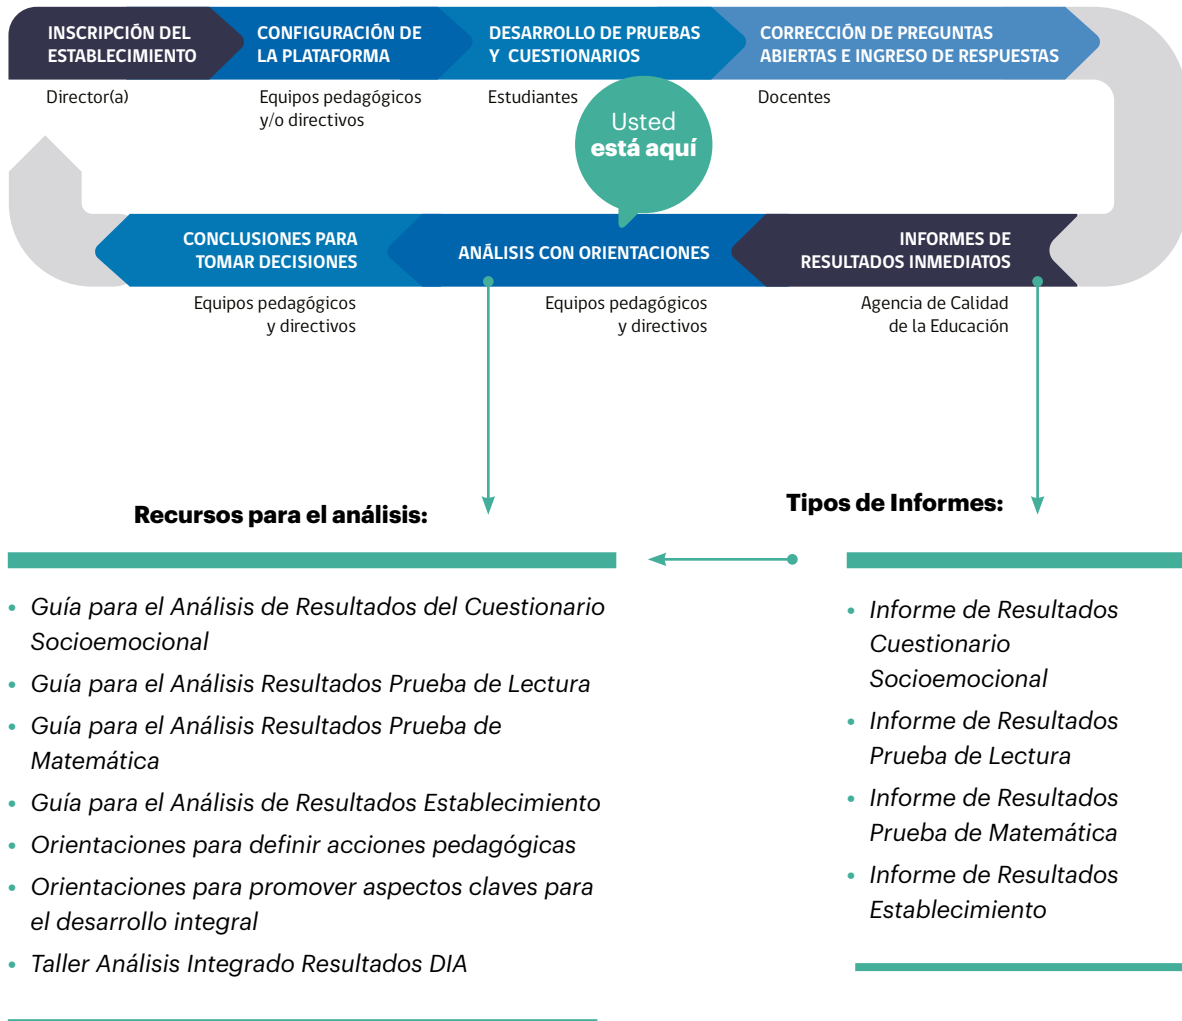 INSCRIPCIÓN DEL
ESTABLECIMIENTO
CONFIGURACIÓN DE
LA PLATAFORMA
DESARROLLO DE PRUEBAS
Y CUESTIONARIOS
CORRECCIÓN DE PREGUNTAS
ABIERTAS E INGRESO DE RESPUESTAS
Director(a)
Equipos pedagógicos
y/o directivos
Estudiantes
Docentes
Usted
está aquí
INFORMES DE
RESULTADOS INMEDIATOS
ANÁLISIS CON ORIENTACIONES
CONCLUSIONES PARA
TOMAR DECISIONES
Agencia de Calidad
de la Educación
Equipos pedagógicos
y directivos
Equipos pedagógicos
y directivos
Recursos para el análisis:
• Guía para el Análisis de Resultados del Cuestionario
Socioemocional
• Guía para el Análisis Resultados Prueba de Lectura
• Guía para el Análisis Resultados Prueba de
Matemática
• Guía para el Análisis de Resultados Establecimiento
• Orientaciones para definir acciones pedagógicas
• Orientaciones para promover aspectos claves para
el desarrollo integral
• Taller Análisis Integrado Resultados DIA
Tipos de Informes:
• Informe de Resultados
Cuestionario
Socioemocional
• Informe de Resultados
Prueba de Lectura
• Informe de Resultados
Prueba de Matemática
• Informe de Resultados
Establecimiento